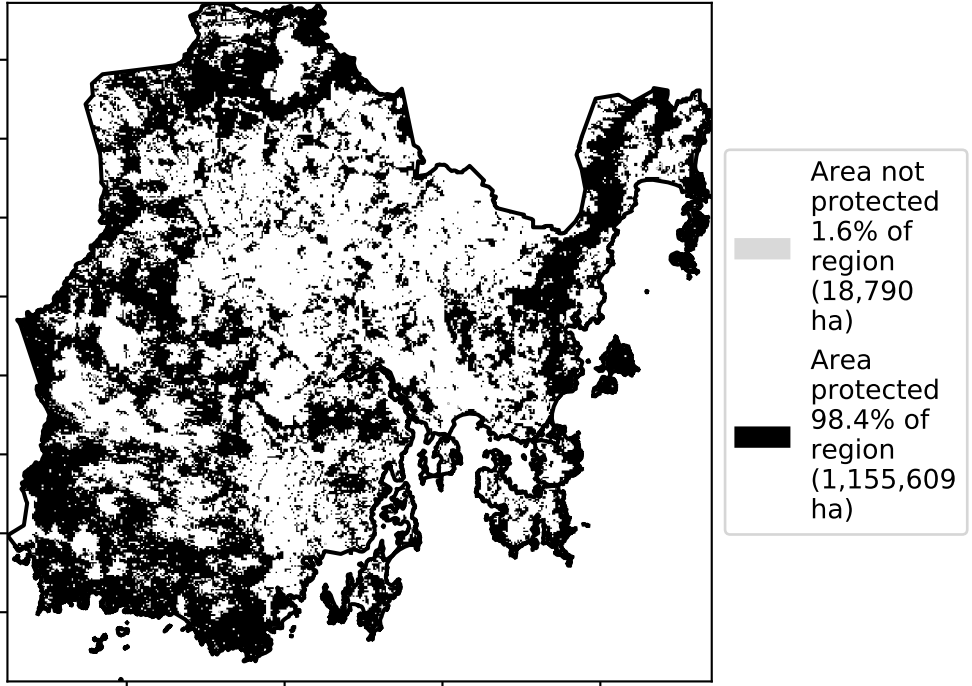 Area not
protected
1.6% of
region
(18,790
ha)
Area
protected
98.4% of
region
(1,155,609
ha)